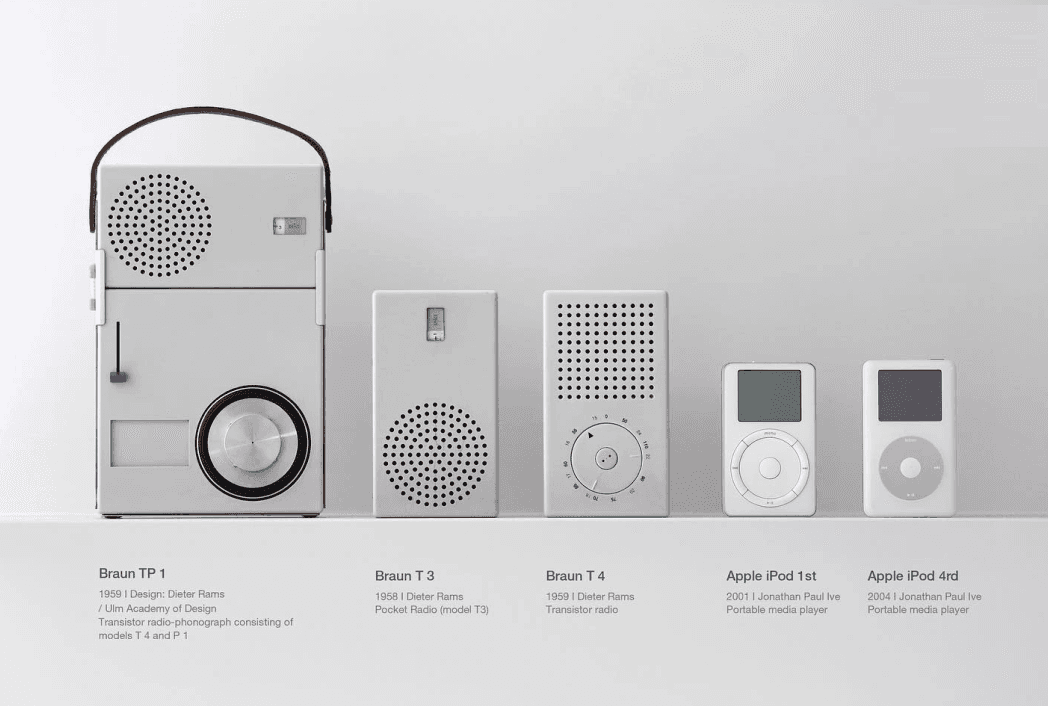 Braun TP 1
1959 I Design: Dieter Rams
/ Ulm Academy of Design
Transistor radio-phonograph consisting of
models T 4 and P 1
Braun T 3
1958 I Dieter Rams
Pocket Radio (model T3)
Braun T 4
1959 I Dieter Rams
Transistor radio
Apple iPod 1st
2001 I Jonathan Paul Ive
Portable media player
Apple iPod 4rd
2004 I Jonathan Paul Ive
Portable media player